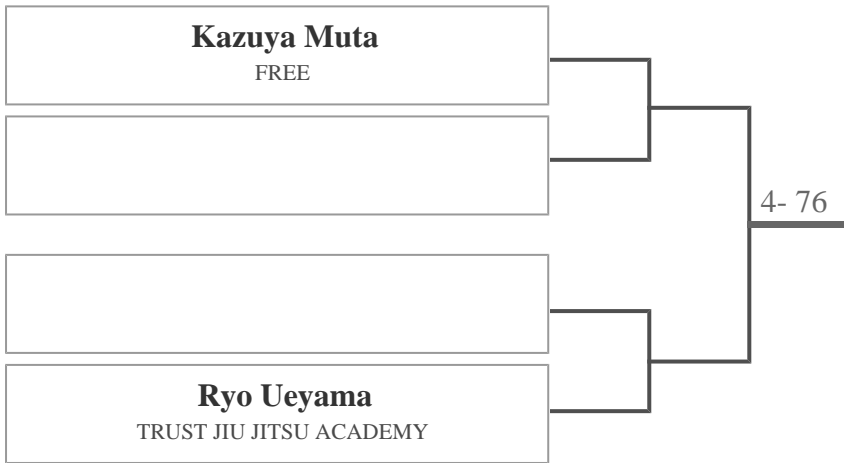 Kazuya Muta
FREE
4- 76
Ryo Ueyama
TRUST JIU JITSU ACADEMY